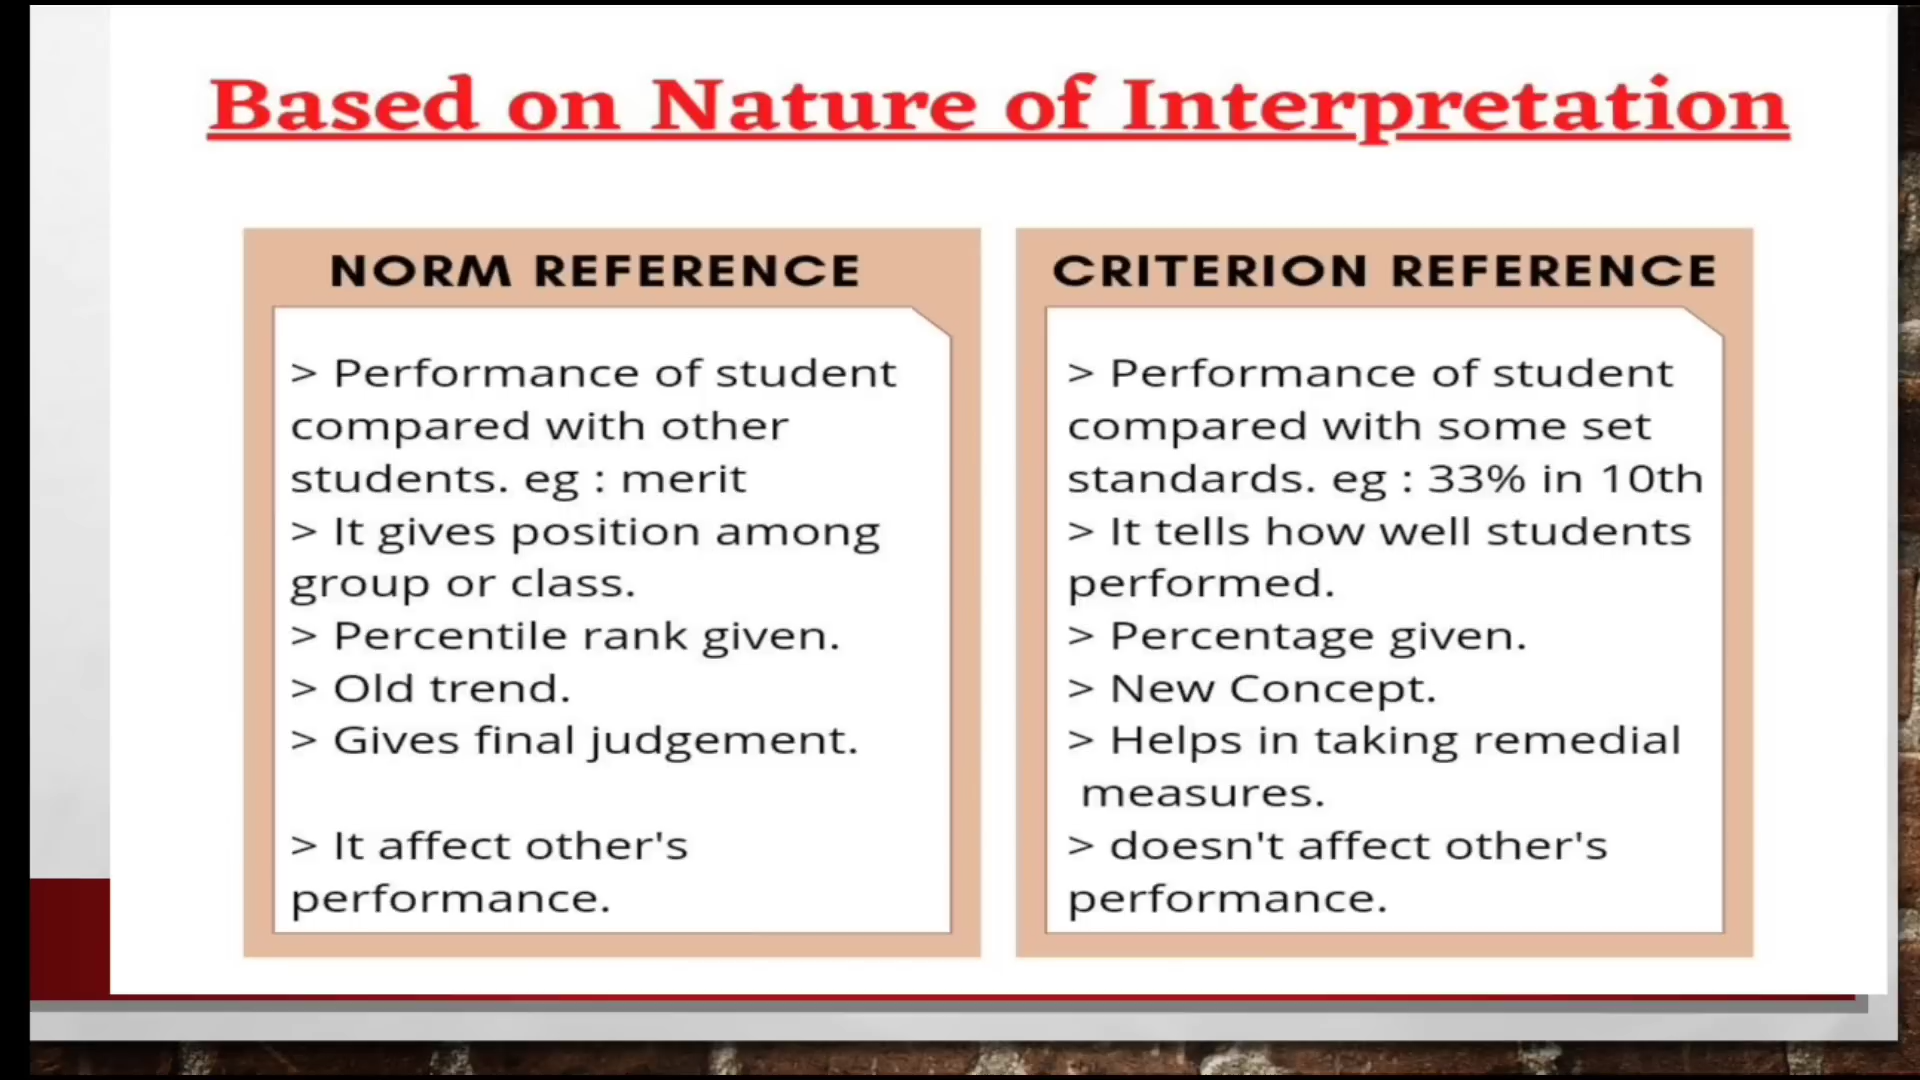 Based on Nature of Interpretation
NORM REFERENCE
> Performance of student
compared with other
students. eg : merit
> It gives position among
group or class.
> Percentile rank given.
> Old trend.
> Gives final judgement.
> It affect other's
performance.
CRITERION REFERENCE
> Performance of student
compared with some set
standards. eg : 33% in 10th
> It tells how well students
performed.
> Percentage given.
> New Concept.
> Helps in taking remedial
measures.
> doesn't affect other's
performance.